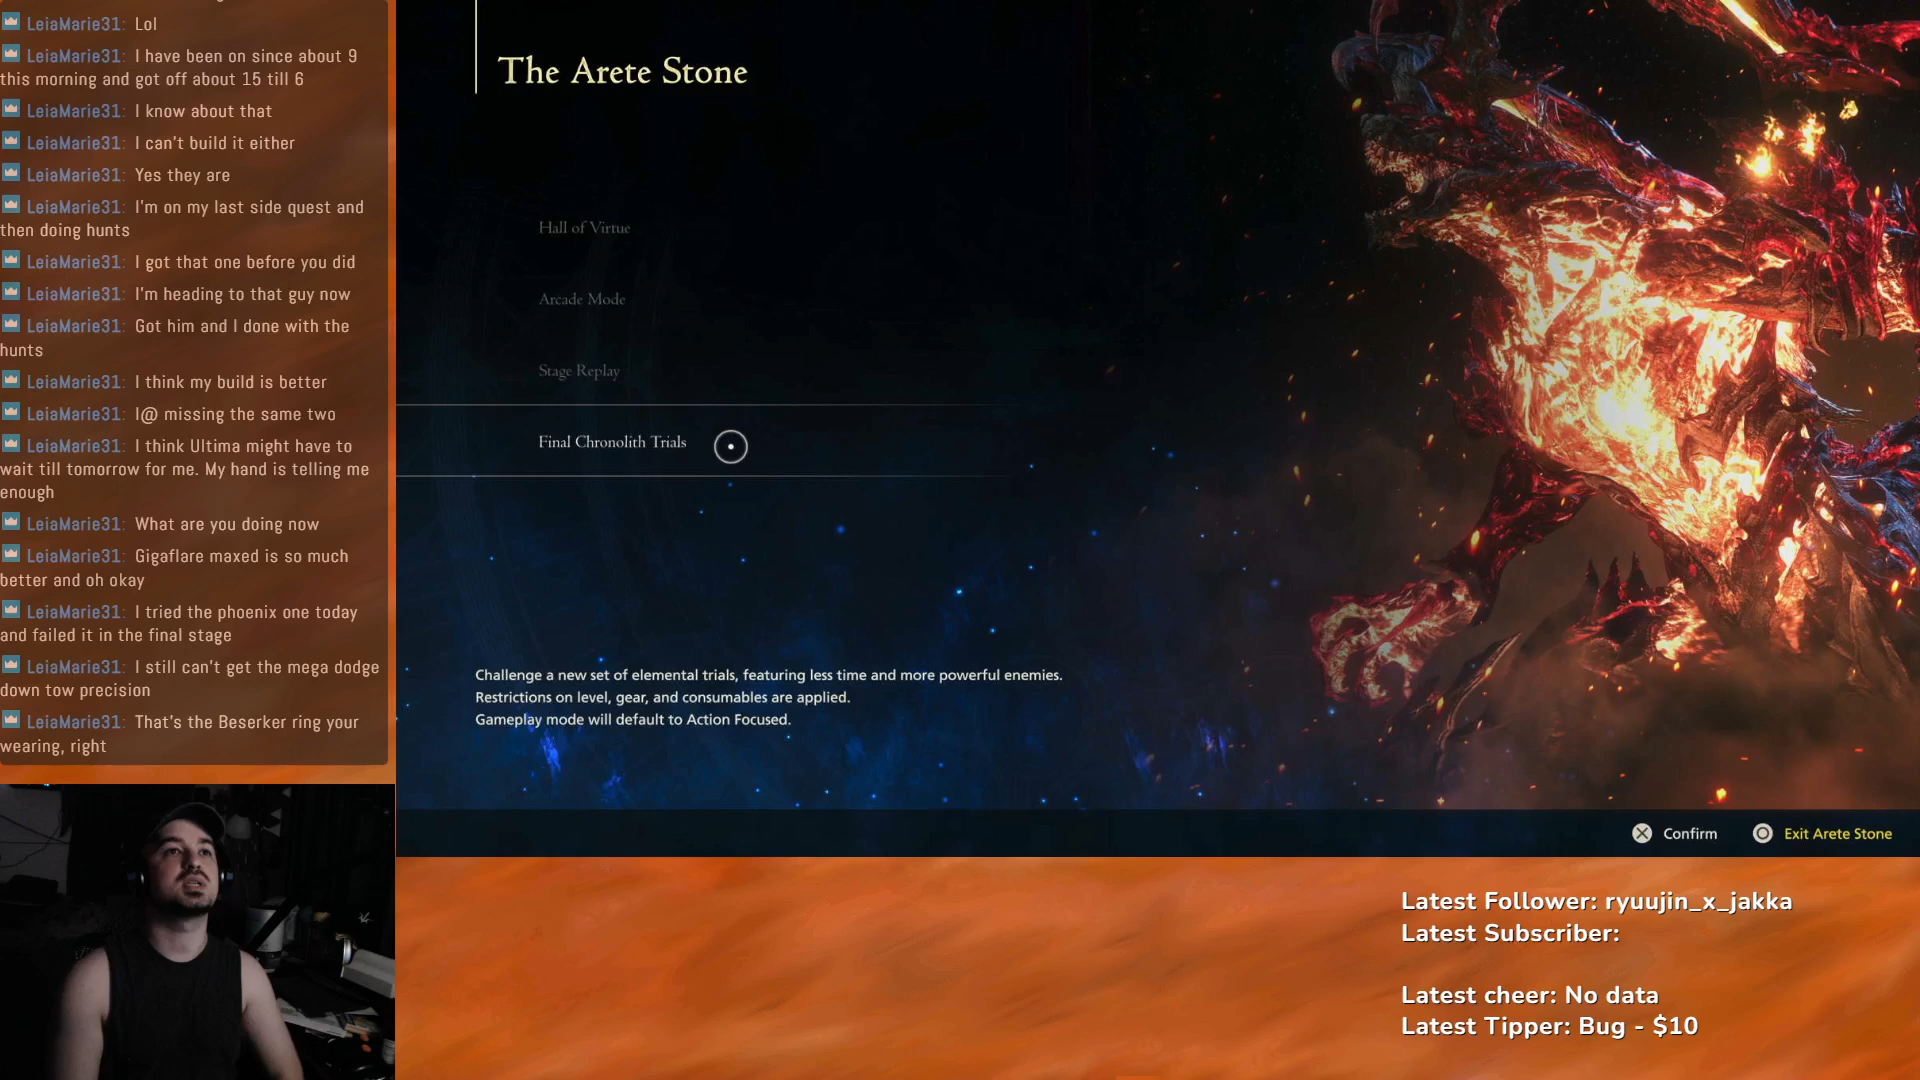 LeiaMarie31: Lol
LeiaMarie31: I have been on since about 9
this morning and got off about 15 till 6
LeiaMarie31: I know about that
LeiaMarie31: I can't build it either
LeiaMarie31: Yes they are
LeiaMarie31: I'm on my last side quest and
then doing hunts
LeiaMarie31: I got that one before you did
LeiaMarie31: I'm heading to that guy now
LeiaMarie31: Got him and I done with the
hunts
LeiaMarie31: I think my build is better
LeiaMarie31: I@ missing the same two
LeiaMarie31: I think Ultima might have to
wait till tomorrow for me. My hand is telling me
enough
LeiaMarie31: What are you doing now
LeiaMarie31: Gigaflare maxed is so much
better and oh okay
LeiaMarie31: I tried the phoenix one today
and failed it in the final stage
LeiaMarie31: I still can't get the mega dodge
down tow precision
LeiaMarie31: That's the Beserker ring your
wearing, right
The Arete Stone
Hall of Virtue
Arcade Mode
Stage Replay
Final Chronolith Trials
Challenge a new set of elemental trials, featuring less time and more powerful enemies.
Restrictions on level, gear, and consumables are applied.
Gameplay mode will default to Action Focused.
Confirm
Exit Arete Stone
Latest Follower: ryuujin_x_jakka
Latest Subscriber:
Latest cheer: No data
Latest Tipper: Bug - $10